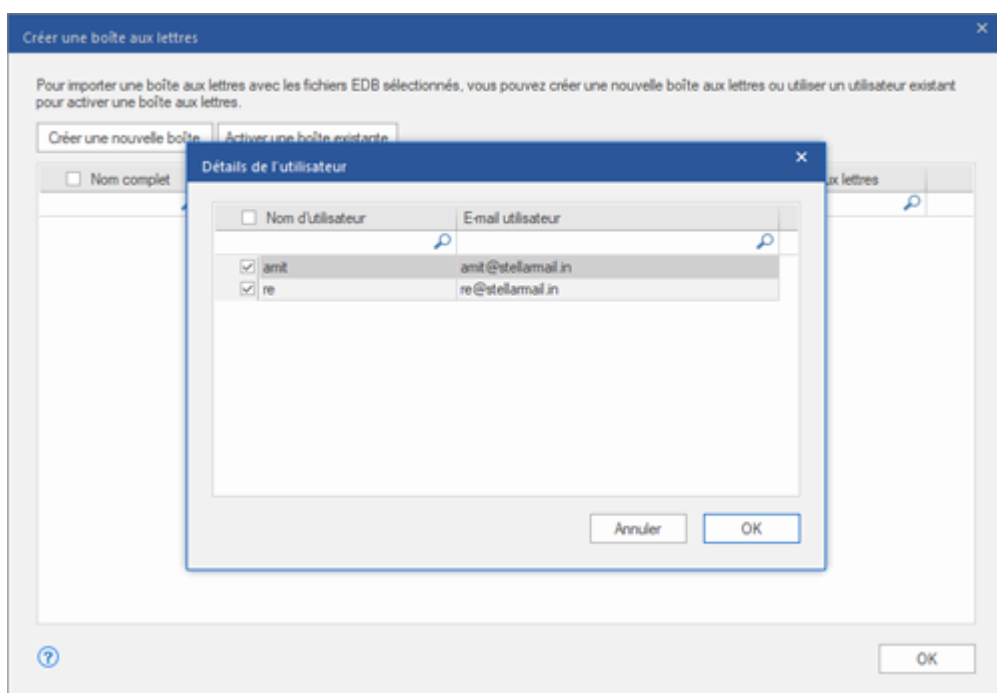 Créer une boîte aux lettres
Pour importer une boîte aux lettres avec les fichiers EDB sélectionnés, vous pouvez créer une nouvelle boîte aux lettres ou utiliser un utilisateur existant
pour activer une boîte aux lettres.
Créer une nouvelle boîte Activer une boîte existante
Nom complet ux lettres
Détails de l'utilisateur
Nom d'utilisateur E-mail utilisateur
amit amit@stellarmail.in
re re@stellarmail.in
Annuler OK
OK